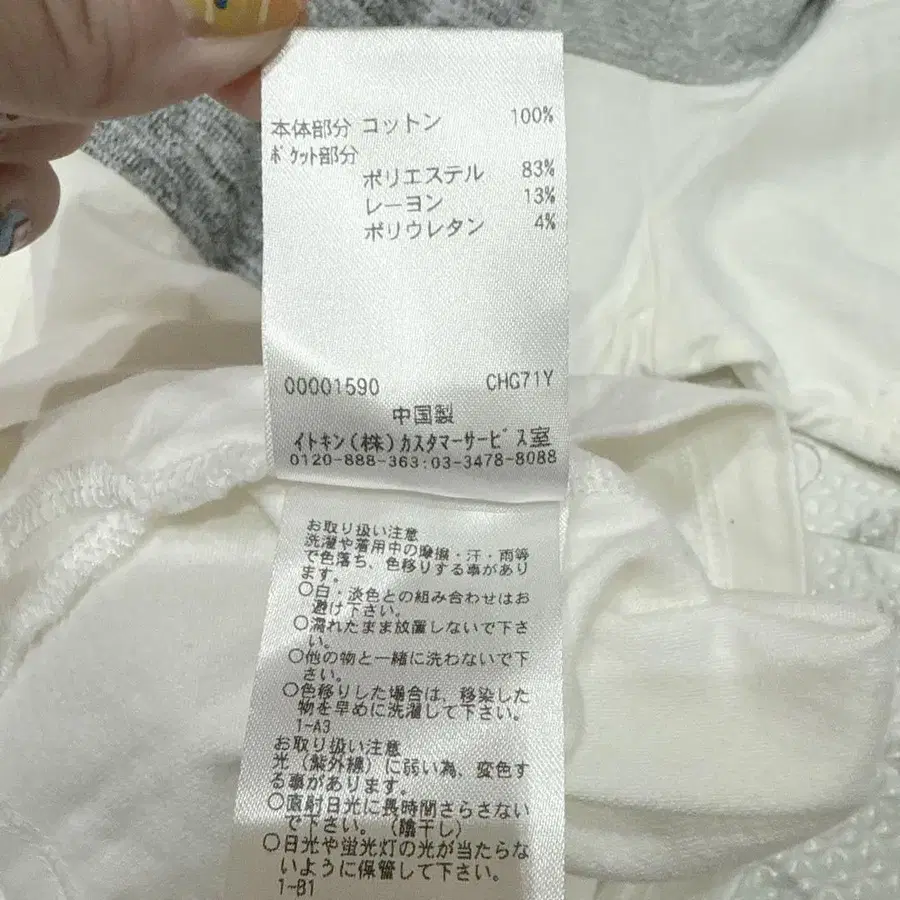 本体部分 コットン 100%
ポケット部分
ポリエステル 83%
レーヨン 13%
ポリウレタン 4%
00001590 CHG71Y
中国製
イトキン(株)カスタマーサービス室
0120-888-363:03-3478-8088
お取り扱い注意
洗濯や着用中の摩擦・汗・雨等
で色落ち、色移りする事があり
ます。
○白・淡色との組み合わせはお
避け下さい。
○濡れたまま放置しないで下さ
い。
○他の物と一緒に洗わないで下
さい。
○色移りした場合は、移染した
物を早めに洗濯して下さい。
1-A3
お取り扱い注意
光(紫外線)に弱い為、変色す
る事があります。
○直射日光に長時間さらさない
で下さい。(陰干し)
○日光や蛍光灯の光が当たらな
いように保管して下さい。
1-B1